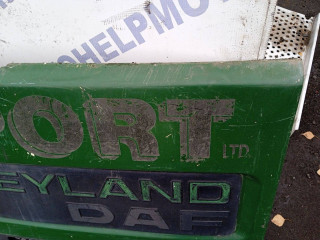 HELPMO
PORT LTD.
EYLAND
DAF